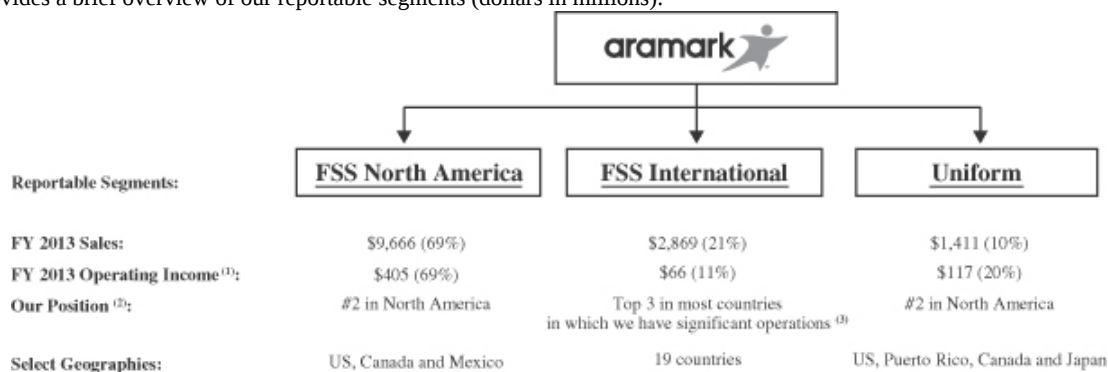 vides a brief overview of our reportable segments (dollars in millions).
aramark
Reportable Segments:
FSS North America
FSS International
Uniform
FY 2013 Sales: $9,666 (69%) $2,869 (21%) $1,411 (10%)
FY 2013 Operating Income(1): $405 (69%) $66 (11%) $117 (20%)
Our Position (2): #2 in North America Top 3 in most countries #2 in North America
in which we have significant operations (3)
Select Geographies: US, Canada and Mexico 19 countries US, Puerto Rico, Canada and Japan